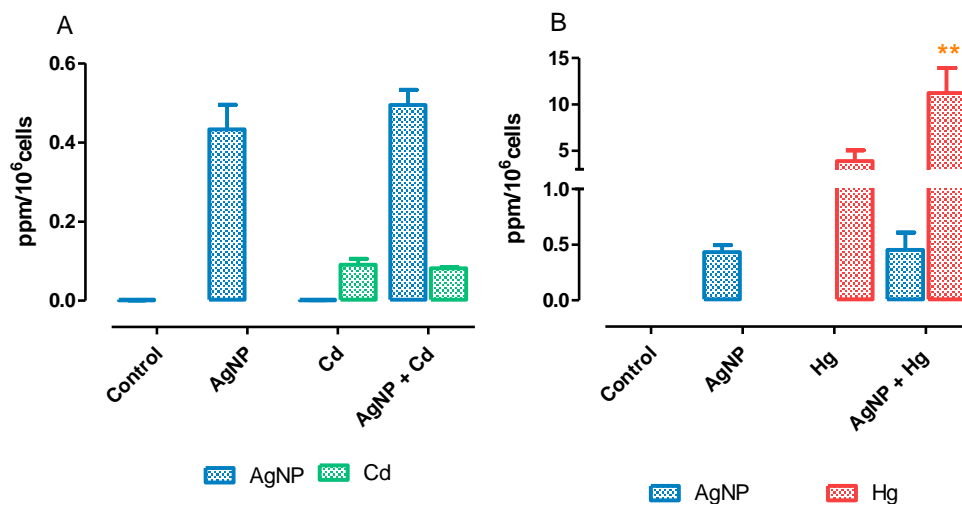 A
ppm/10⁶cells
0.6
0.4
0.2
0.0
Control
AgNP
Cd
AgNP + Cd
AgNP
Cd
B
**
ppm/10⁶cells
15
10
5
1.0
0.5
0.0
Control
AgNP
Hg
AgNP + Hg
AgNP
Hg